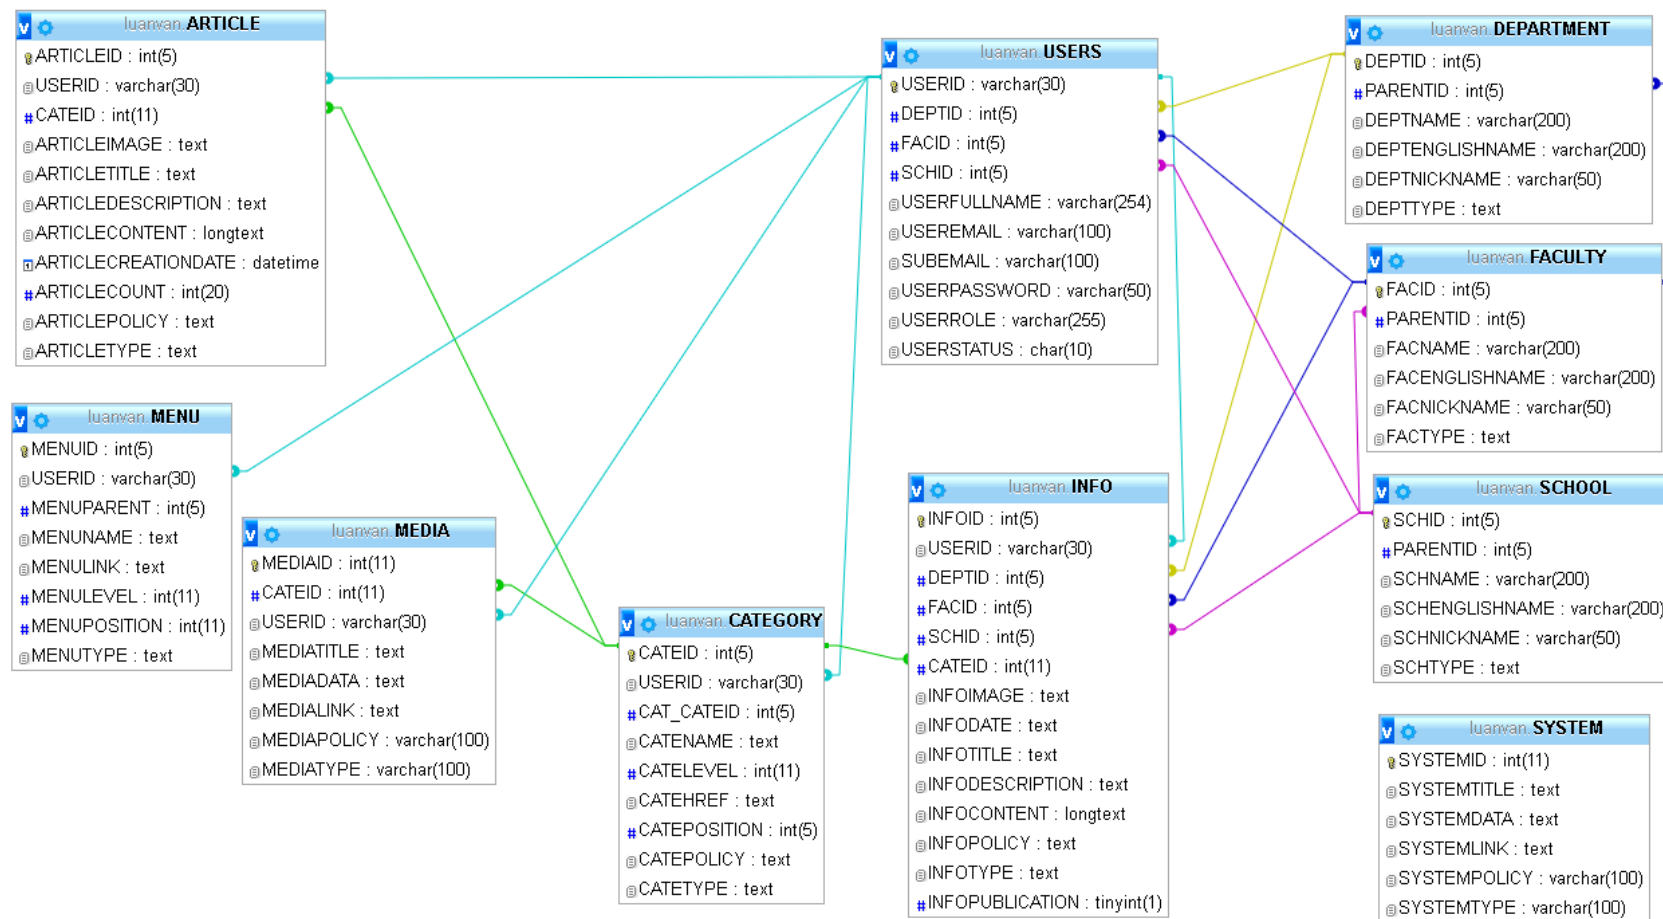 luanvan.ARTICLE
ARTICLEID : int(5)
USERID : varchar(30)
#CATEID : int(11)
ARTICLEIMAGE : text
ARTICLETITLE : text
ARTICLEDESCRIPTION : text
ARTICLECONTENT : longtext
ARTICLECREATIONDATE : datetime
#ARTICLECOUNT : int(20)
ARTICLEPOLICY : text
ARTICLETYPE : text
luanvan.USERS
USERID : varchar(30)
#DEPTID : int(5)
#FACID : int(5)
#SCHID : int(5)
USERFULLNAME : varchar(254)
USEREMAIL : varchar(100)
SUBEMAIL : varchar(100)
USERPASSWORD : varchar(50)
USERROLE : varchar(255)
USERSTATUS : char(10)
luanvan.DEPARTMENT
DEPTID : int(5)
#PARENTID : int(5)
DEPTNAME : varchar(200)
DEPTENGLISHNAME : varchar(200)
DEPTNICKNAME : varchar(50)
DEPTTYPE : text
luanvan.FACULTY
FACID : int(5)
#PARENTID : int(5)
FACNAME : varchar(200)
FACENGLISHNAME : varchar(200)
FACNICKNAME : varchar(50)
FACTYPE : text
luanvan.MENU
MENUID : int(5)
USERID : varchar(30)
#MENUPARENT : int(5)
MENUNAME : text
MENULINK : text
#MENULEVEL : int(11)
#MENUPOSITION : int(11)
MENUTYPE : text
luanvan.MEDIA
MEDIAID : int(11)
#CATEID : int(11)
USERID : varchar(30)
MEDIATITLE : text
MEDIADATA : text
MEDIALINK : text
MEDIAPOLICY : varchar(100)
MEDIATYPE : varchar(100)
luanvan.CATEGORY
CATEID : int(5)
USERID : varchar(30)
#CAT_CATEID : int(5)
CATENAME : text
#CATELEVEL : int(11)
CATEHREF : text
#CATEPOSITION : int(5)
CATEPOLICY : text
CATETYPE : text
luanvan.INFO
INFOID : int(5)
USERID : varchar(30)
#DEPTID : int(5)
#FACID : int(5)
#SCHID : int(5)
#CATEID : int(11)
INFOIMAGE : text
INFODATE : text
INFOTITLE : text
INFODESCRIPTION : text
INFOCONTENT : longtext
INFOPOLICY : text
INFOTYPE : text
#INFOPUBLICATION : tinyint(1)
luanvan.SCHOOL
SCHID : int(5)
#PARENTID : int(5)
SCHNAME : varchar(200)
SCHENGLISHNAME : varchar(200)
SCHNICKNAME : varchar(50)
SCHTYPE : text
luanvan.SYSTEM
SYSTEMID : int(11)
SYSTEMTITLE : text
SYSTEMDATA : text
SYSTEMLINK : text
SYSTEMPOLICY : varchar(100)
SYSTEMTYPE : varchar(100)